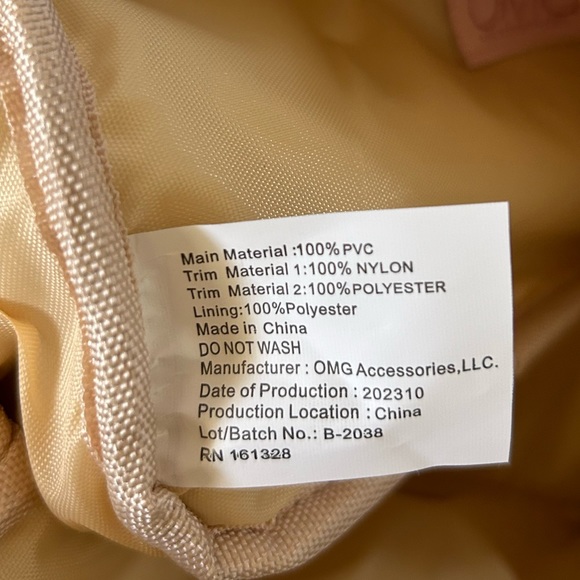 OMG
Main Material :100% PVC
Trim Material 1:100% NYLON
Trim Material 2:100% POLYESTER
Lining:100%Polyester
Made in China
DO NOT WASH
Manufacturer : OMG Accessories,LLC.
Date of Production : 202310
Production Location : China
Lot/Batch No.: B-2038
RN 161328